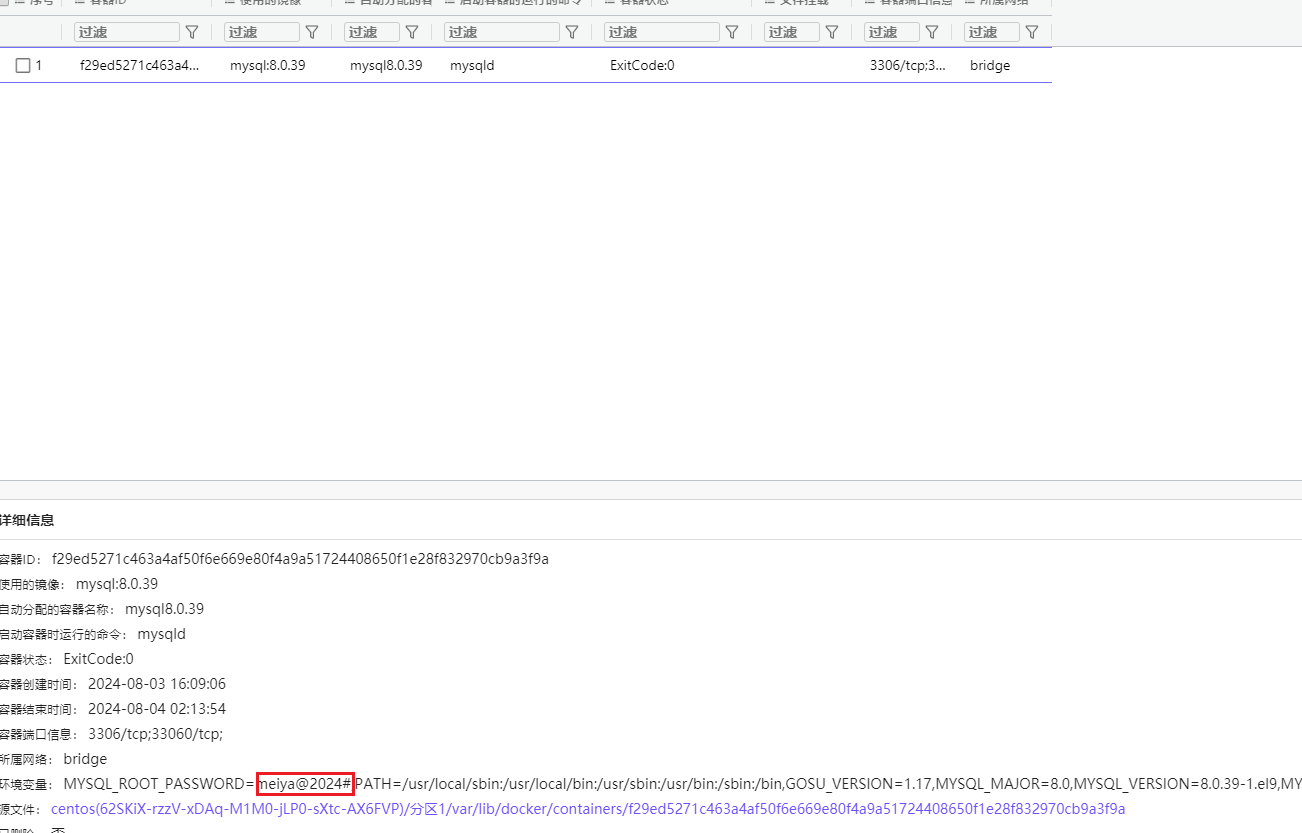 序号 容器ID 使用的镜像 自动分配的容 启动容器的运行的命令 容器状态 文件挂载 容器端口信息 所属网络
过滤 过滤 过滤 过滤 过滤 过滤 过滤 过滤
1 f29ed5271c463a4... mysql:8.0.39 mysql8.0.39 mysqld ExitCode:0 3306/tcp;3... bridge
详细信息
容器ID： f29ed5271c463a4af50f6e669e80f4a9a51724408650f1e28f832970cb9a3f9a
使用的镜像： mysql:8.0.39
自动分配的容器名称： mysql8.0.39
启动容器时运行的命令： mysqld
容器状态： ExitCode:0
容器创建时间： 2024-08-03 16:09:06
容器结束时间： 2024-08-04 02:13:54
容器端口信息： 3306/tcp;33060/tcp;
所属网络： bridge
环境变量： MYSQL_ROOT_PASSWORD=meiya@2024# PATH=/usr/local/sbin:/usr/local/bin:/usr/sbin:/usr/bin:/sbin:/bin,GOSU_VERSION=1.17,MYSQL_MAJOR=8.0,MYSQL_VERSION=8.0.39-1.el9,MY
源文件： centos(62SKiX-rzzV-xDAq-M1M0-jLP0-sXtc-AX6FVP)/分区1/var/lib/docker/containers/f29ed5271c463a4af50f6e669e80f4a9a51724408650f1e28f832970cb9a3f9a